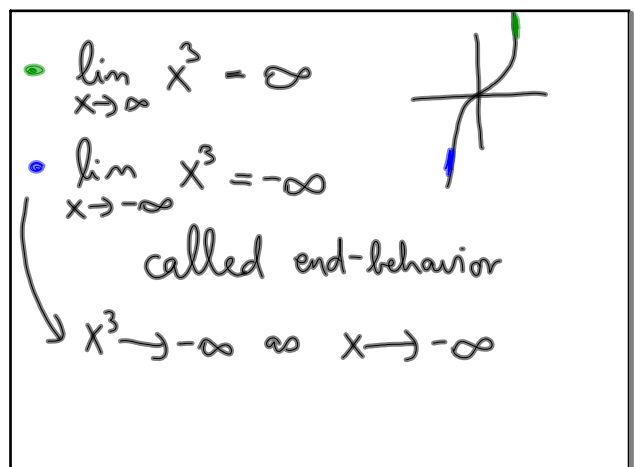 • lim x→∞ x³ = ∞
• lim x→-∞ x³ = -∞
called end-behavior
x³ → -∞ as x → -∞